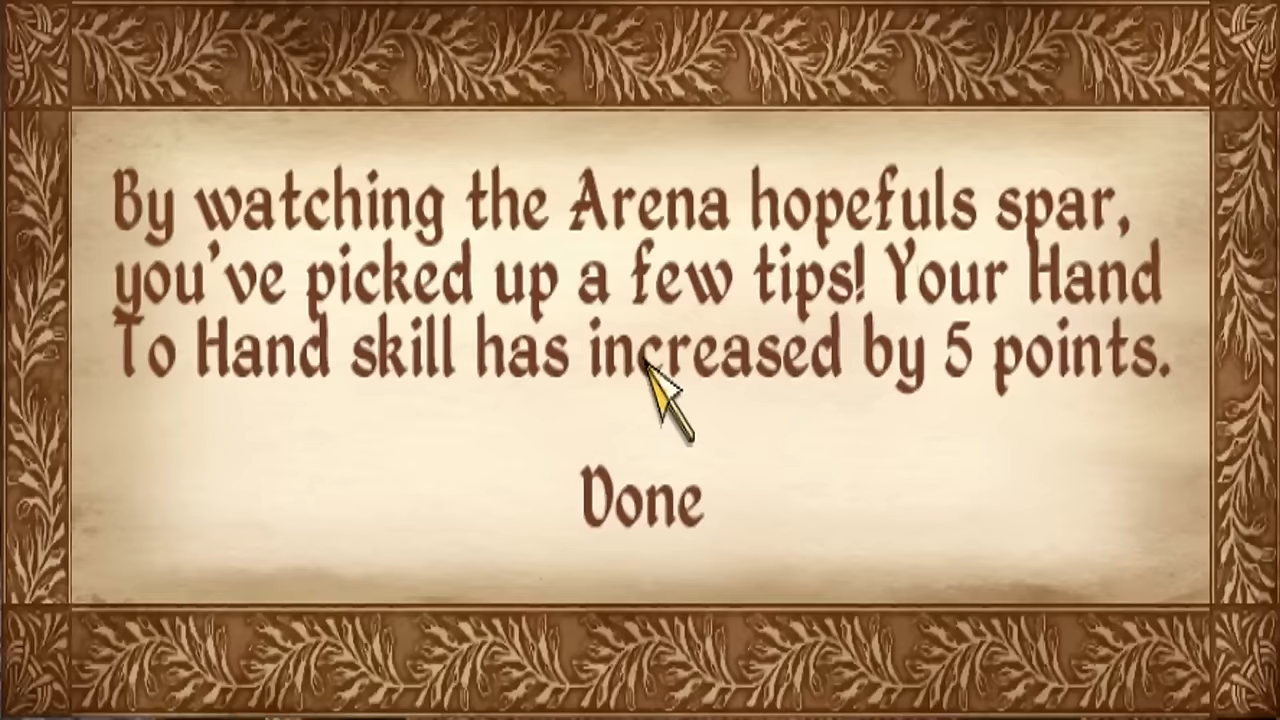 By watching the Arena hopefuls spar,
you've picked up a few tips! Your Hand
To Hand skill has increased by 5 points.
Done